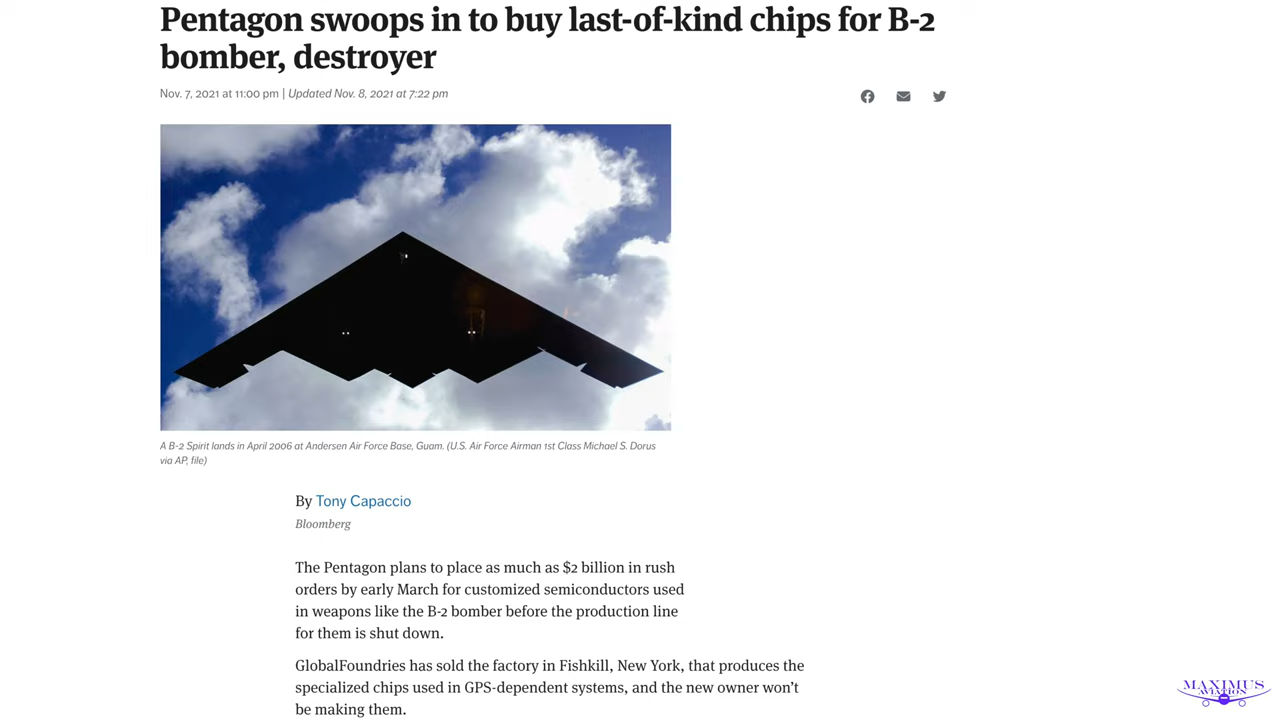 Pentagon swoops in to buy last-of-kind chips for B-2
bomber, destroyer
Nov. 7, 2021 at 11:00 pm | Updated Nov. 8, 2021 at 7:22 pm
A B-2 Spirit lands in April 2006 at Andersen Air Force Base, Guam. (U.S. Air Force Airman 1st Class Michael S. Dorus
via AP, file)
By Tony Capaccio
Bloomberg
The Pentagon plans to place as much as $2 billion in rush
orders by early March for customized semiconductors used
in weapons like the B-2 bomber before the production line
for them is shut down.
GlobalFoundries has sold the factory in Fishkill, New York, that produces the
specialized chips used in GPS-dependent systems, and the new owner won't
be making them.
MAXIMUS
AVIATION